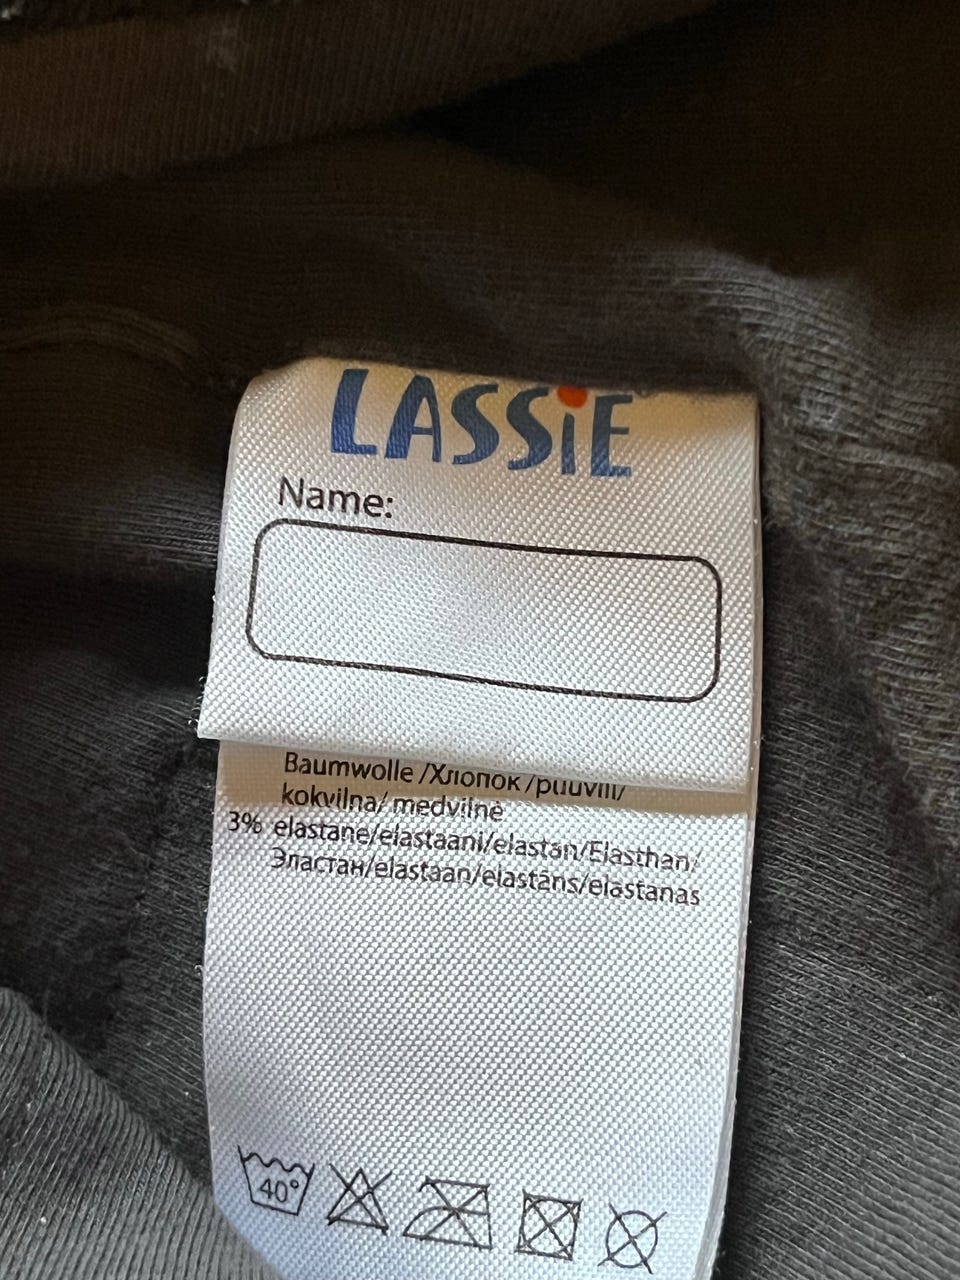 LASSiE
Name:
Baumwolle /Хлопок /puuvill/
kokvilna/ medvilnė
3% elastane/elastaani/elastan/Elasthan/
Эластан/elastaan/elastāns/elastanas
40°